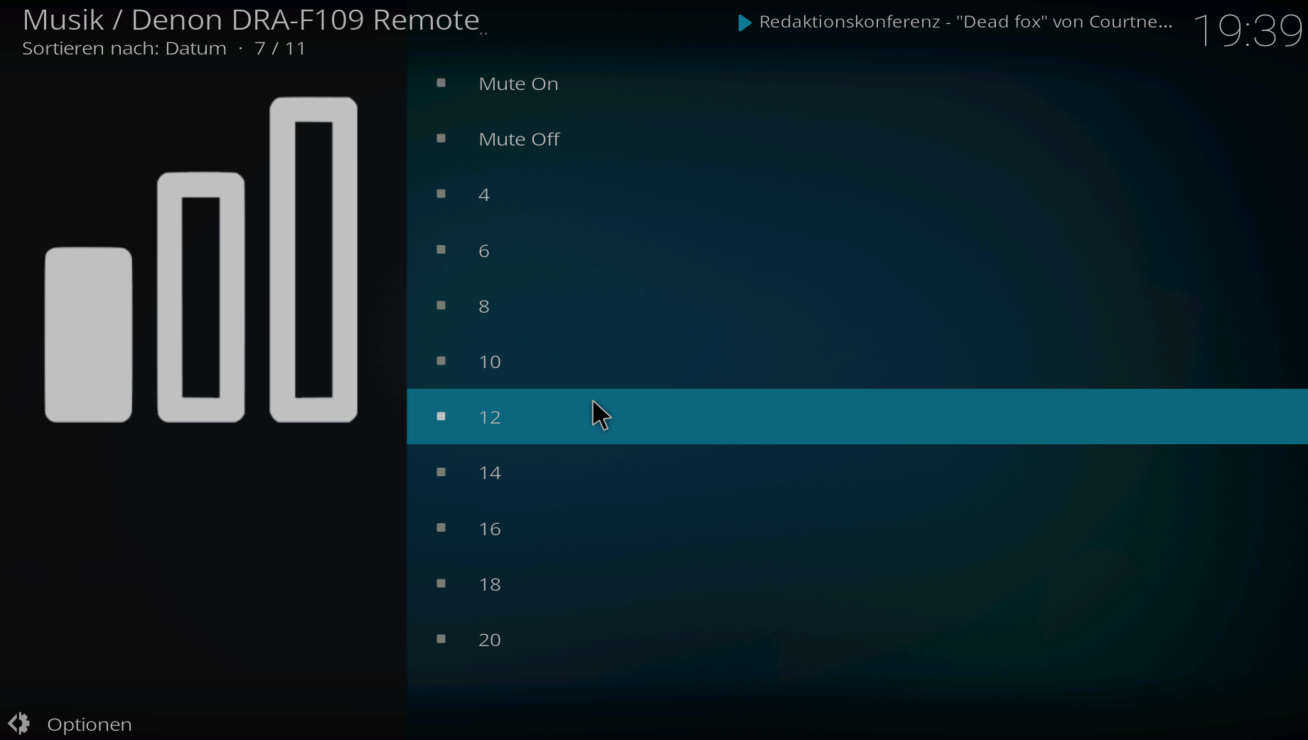 Musik / Denon DRA-F109 Remote
Sortieren nach: Datum · 7 / 11
Redaktionskonferenz - "Dead fox" von Courtne...
19:39
..
Mute On
Mute Off
4
6
8
10
12
14
16
18
20
Optionen